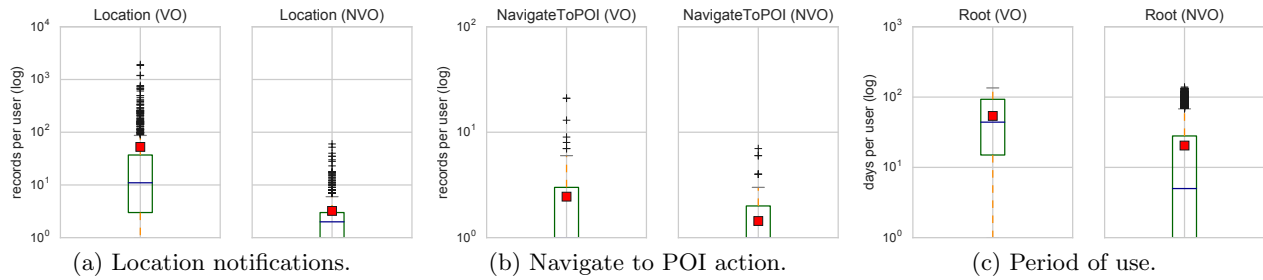 Location (VO) Location (NVO) NavigateToPOI (VO) NavigateToPOI (NVO) Root (VO) Root (NVO)
records per user (log)
10^4
10^3
10^2
10^1
10^0
records per user (log)
10^2
10^1
10^0
days per user (log)
10^3
10^2
10^1
10^0
(a) Location notifications. (b) Navigate to POI action. (c) Period of use.